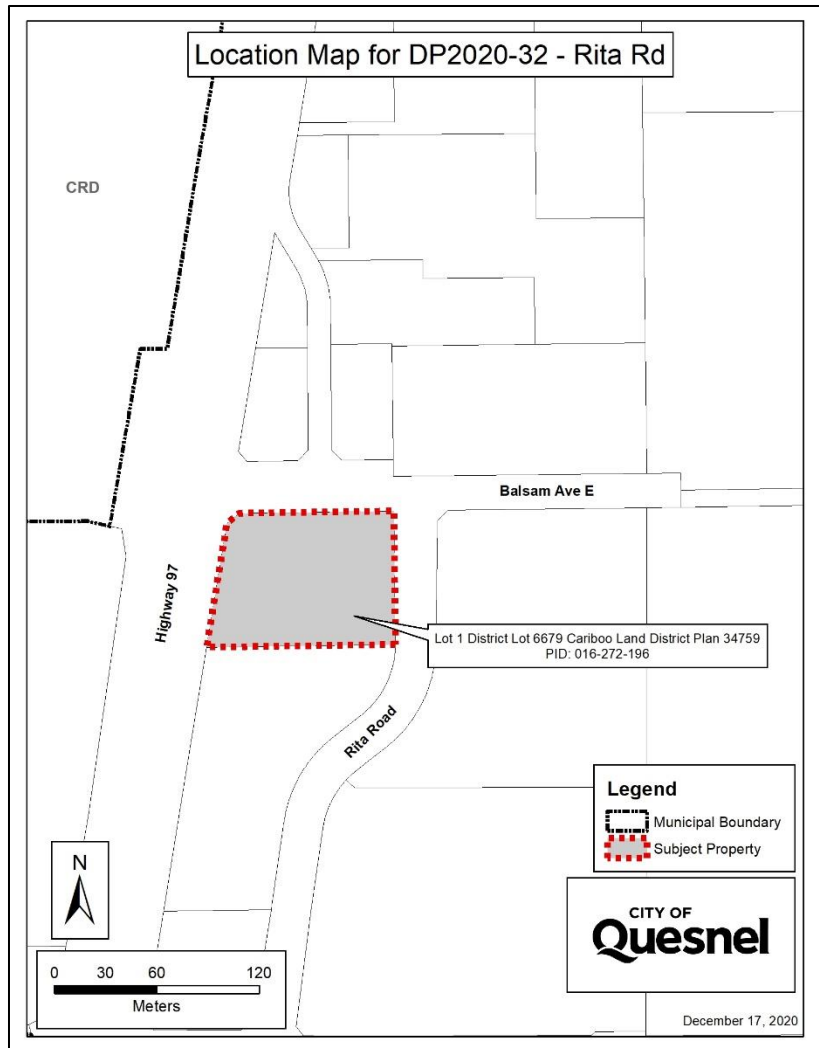 Location Map for DP2020-32 - Rita Rd
CRD
Balsam Ave E
Highway 97
Lot 1 District Lot 6679 Cariboo Land District Plan 34759
PID: 016-272-196
Rita Road
Legend
Municipal Boundary
Subject Property
N
CITY OF
Quesnel
0 30 60 120
Meters
December 17, 2020